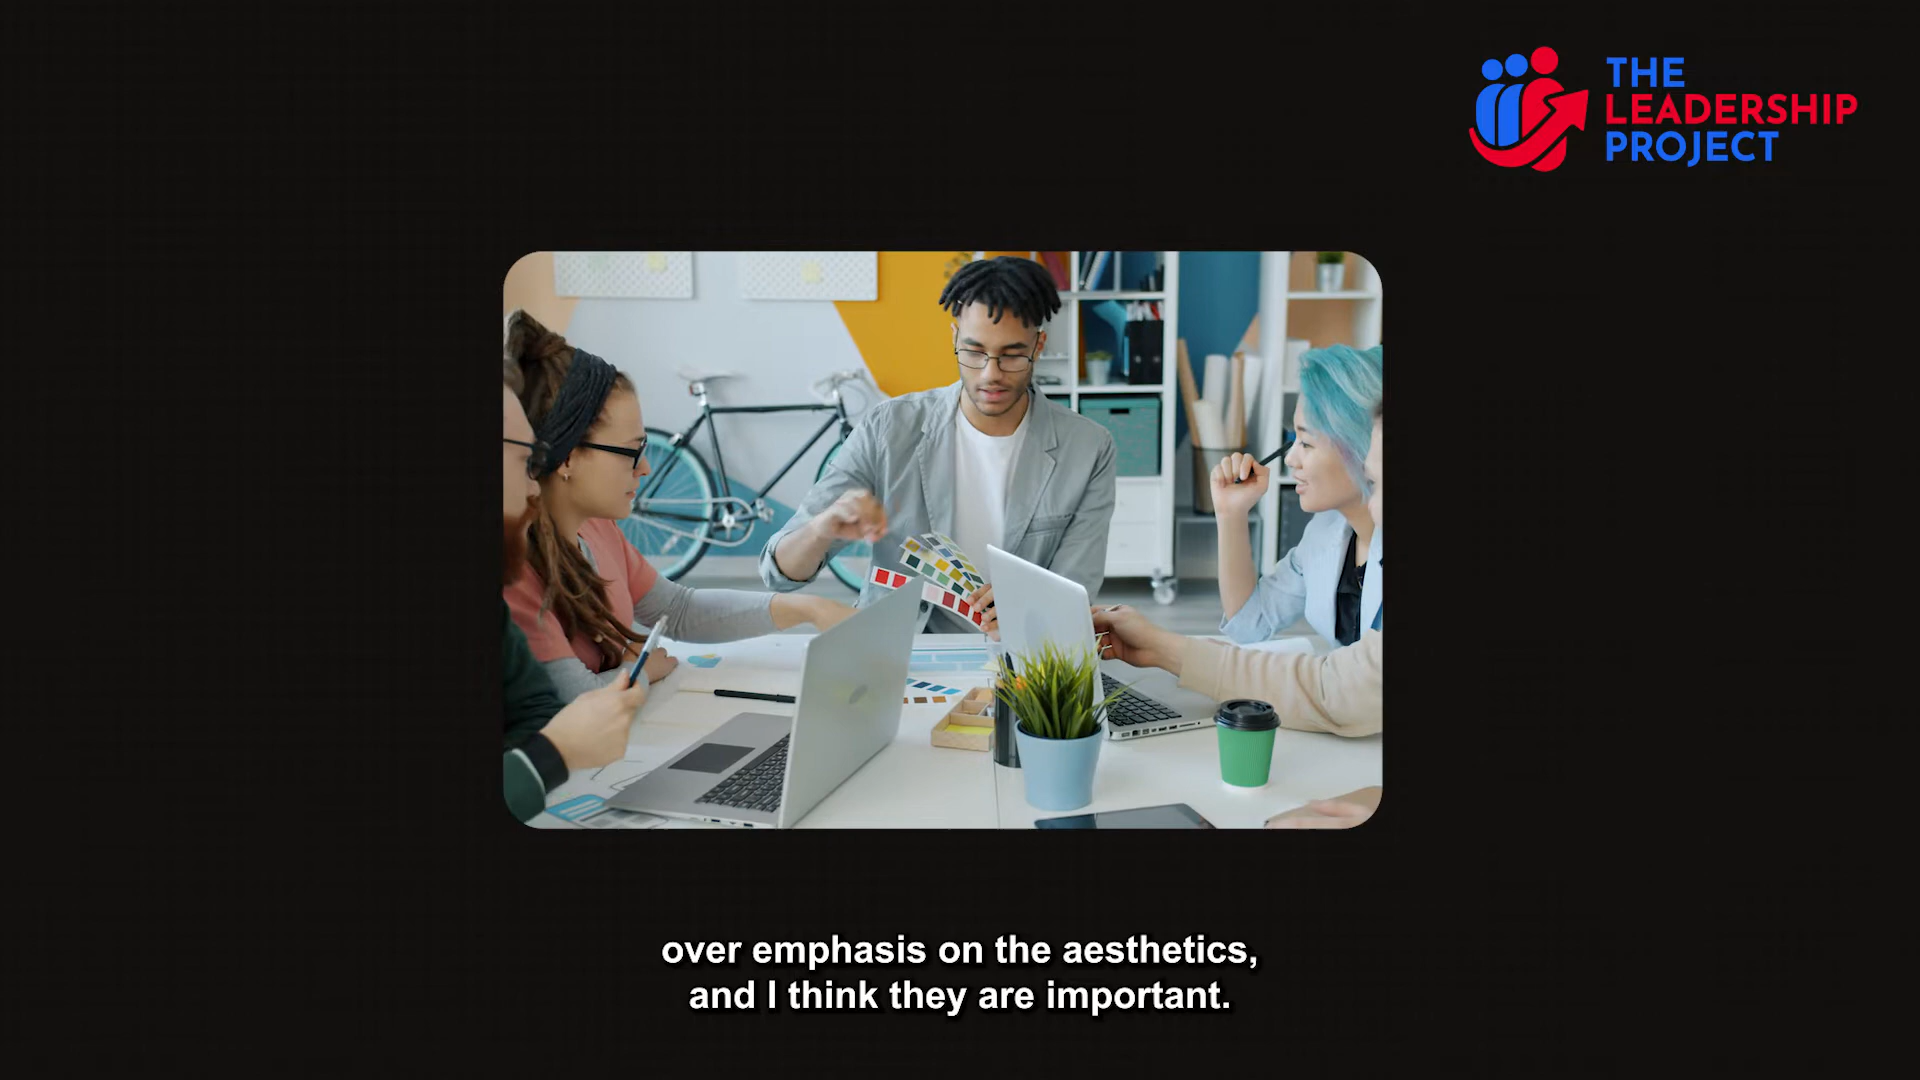 THE
LEADERSHIP
PROJECT
over emphasis on the aesthetics,
and I think they are important.